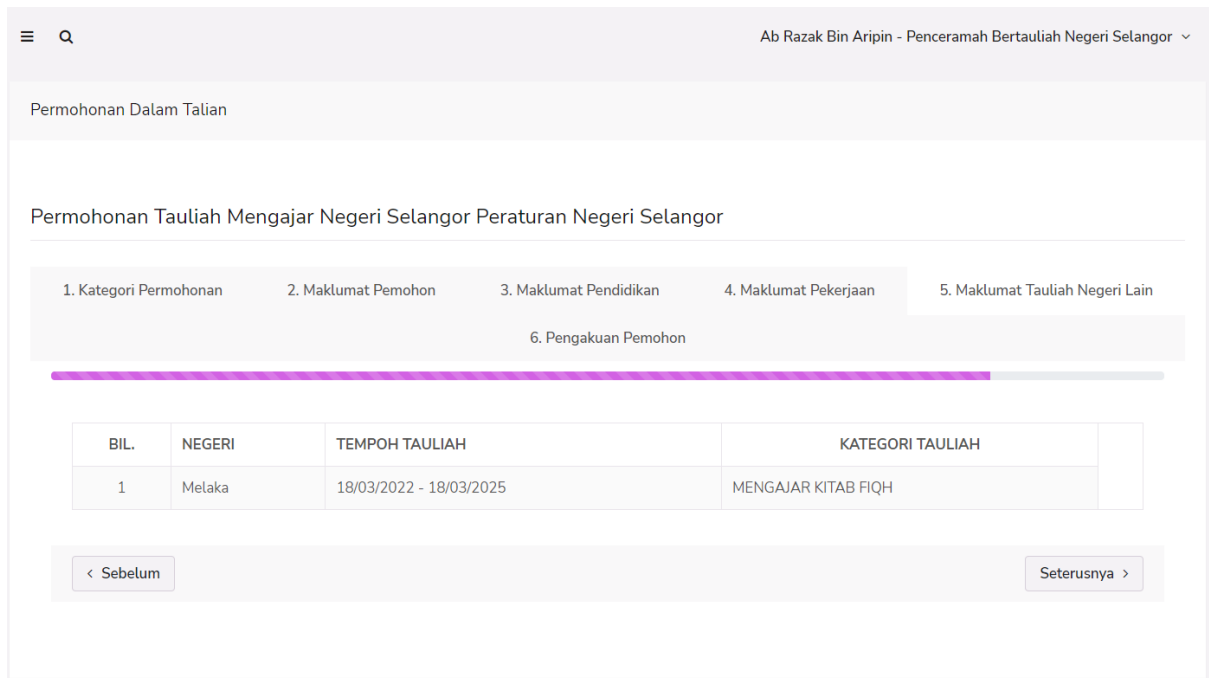 Ab Razak Bin Aripin - Penceramah Bertauliah Negeri Selangor
Permohonan Dalam Talian
Permohonan Tauliah Mengajar Negeri Selangor Peraturan Negeri Selangor
1. Kategori Permohonan 2. Maklumat Pemohon 3. Maklumat Pendidikan 4. Maklumat Pekerjaan 5. Maklumat Tauliah Negeri Lain
6. Pengakuan Pemohon
BIL. NEGERI TEMPOH TAULIAH KATEGORI TAULIAH
1 Melaka 18/03/2022 - 18/03/2025 MENGAJAR KITAB FIQH
< Sebelum Seterusnya >